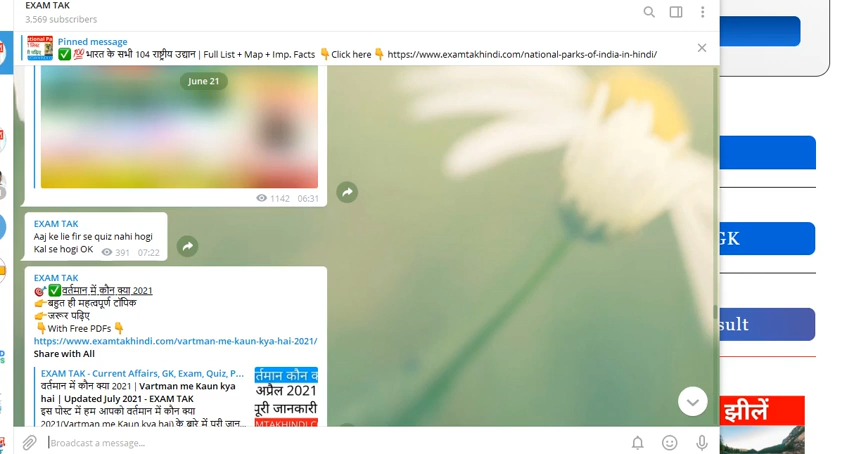 EXAM TAK
3,569 subscribers
Pinned message
✅💯भारत के सभी 104 राष्ट्रीय उद्यान | Full List + Map + Imp. Facts 👇Click here 👇 https://www.examtakhindi.com/national-parks-of-india-in-hindi/
June 21
1142 06:31
EXAM TAK
Aaj ke lie fir se quiz nahi hogi
Kal se hogi OK 391 07:22
EXAM TAK
🎯✅वर्तमान में कौन क्या 2021
👉बहुत ही महत्वपूर्ण टॉपिक
👉जरूर पढ़िए
👇With Free PDFs👇
https://www.examtakhindi.com/vartman-me-kaun-kya-hai-2021/
Share with All
EXAM TAK - Current Affairs, GK, Exam, Quiz, P...
वर्तमान में कौन क्या 2021 | Vartman me Kaun kya
hai | Updated July 2021 - EXAM TAK
इस पोस्ट में हम आपको वर्तमान में कौन क्या
2021(Vartman me Kaun kya hai) के बारे में पूरी जान...
र्तमान कौन क
अप्रैल 2021
पूरी जानकारी
MTAKHINDI.C
Broadcast a message...
GK
sult
झीलें